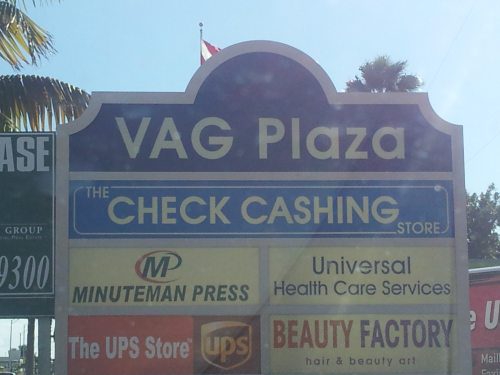 VAG Plaza
THE
CHECK CASHING
STORE
MINUTEMAN PRESS
Universal
Health Care Services
The UPS Store
ups
BEAUTY FACTORY
hair & beauty art
ASE
GROUP
9300
e U
Mail